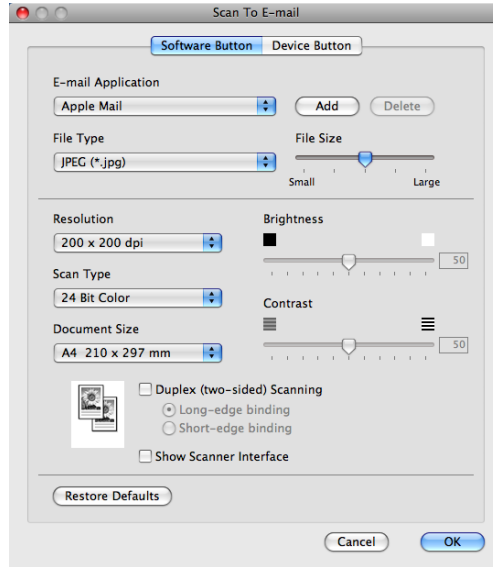 Scan To E-mail
Software Button Device Button
E-mail Application
Apple Mail Add Delete
File Type File Size
JPEG (*.jpg)
Small Large
Resolution Brightness
200 x 200 dpi
50
Scan Type
24 Bit Color
Contrast
Document Size
A4 210 x 297 mm 50
Duplex (two-sided) Scanning
Long-edge binding
Short-edge binding
Show Scanner Interface
Restore Defaults
Cancel OK